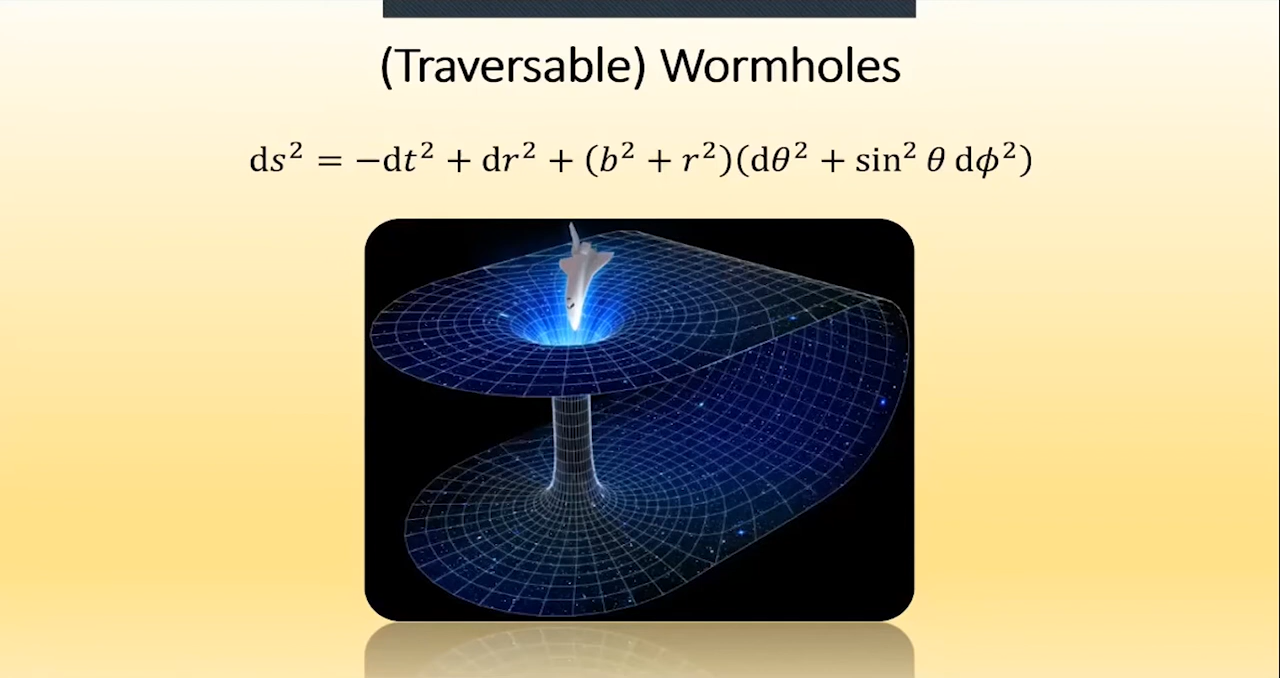 (Traversable) Wormholes
ds² = −dt² + dr² + (b² + r²)(dθ² + sin² θ dϕ²)